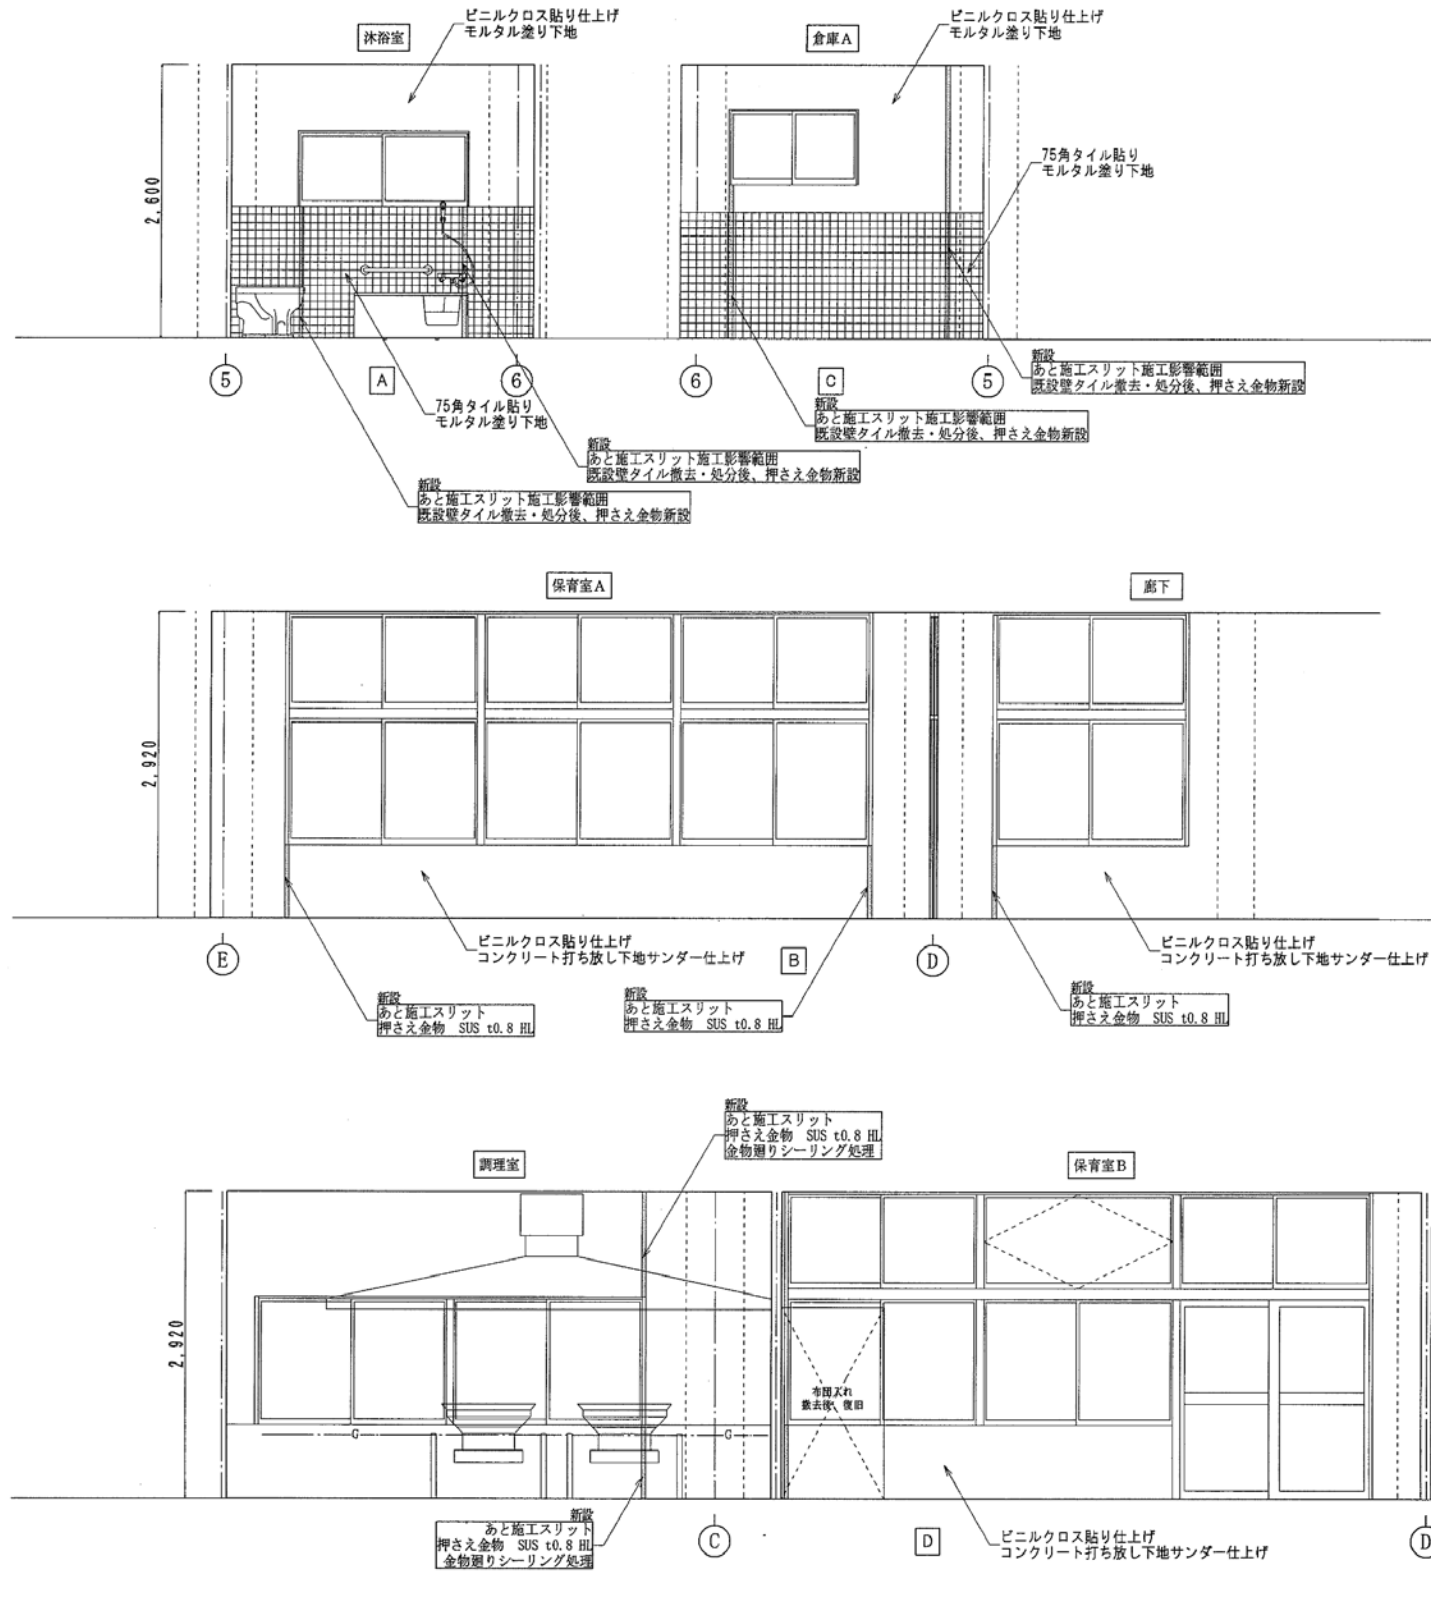 沐浴室
ビニルクロス貼り仕上げ
モルタル塗り下地
倉庫A
ビニルクロス貼り仕上げ
モルタル塗り下地
2,600
75角タイル貼り
モルタル塗り下地
5
A
6
75角タイル貼り
モルタル塗り下地
6
C
5
新設
あと施工スリット施工影響範囲
既設壁タイル撤去・処分後、押さえ金物新設
新設
あと施工スリット施工影響範囲
既設壁タイル撤去・処分後、押さえ金物新設
新設
あと施工スリット施工影響範囲
既設壁タイル撤去・処分後、押さえ金物新設
新設
あと施工スリット施工影響範囲
既設壁タイル撤去・処分後、押さえ金物新設
保育室A
廊下
2,920
E
ビニルクロス貼り仕上げ
コンクリート打ち放し下地サンダー仕上げ
B
D
ビニルクロス貼り仕上げ
コンクリート打ち放し下地サンダー仕上げ
新設
あと施工スリット
押さえ金物 SUS t0.8 HL
新設
あと施工スリット
押さえ金物 SUS t0.8 HL
新設
あと施工スリット
押さえ金物 SUS t0.8 HL
新設
あと施工スリット
押さえ金物 SUS t0.8 HL
金物廻りシーリング処理
調理室
保育室B
2,920
布団入れ
撤去後、復旧
G
G
新設
あと施工スリット
押さえ金物 SUS t0.8 HL
金物廻りシーリング処理
C
D
ビニルクロス貼り仕上げ
コンクリート打ち放し下地サンダー仕上げ
D